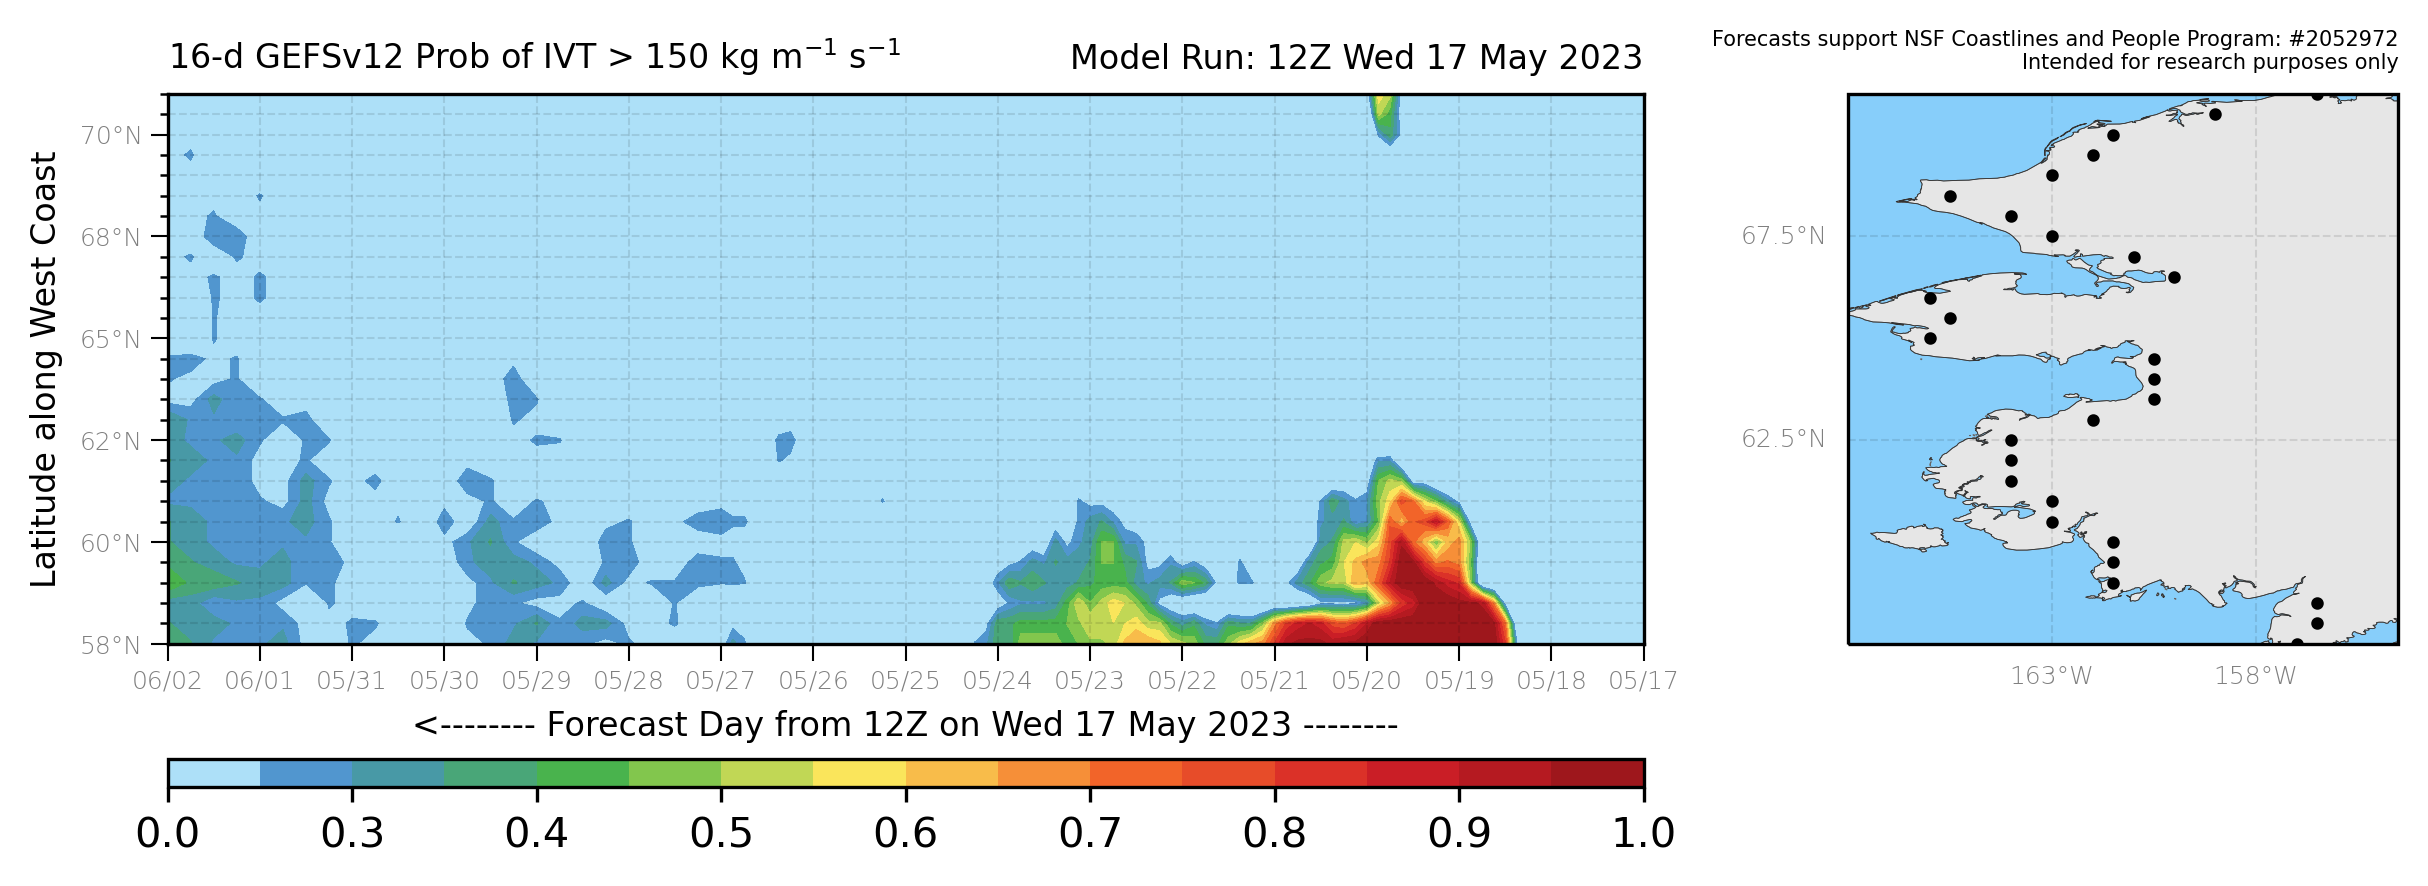 Forecasts support NSF Coastlines and People Program: #2052972
Intended for research purposes only
16-d GEFSv12 Prob of IVT > 150 kg m⁻¹ s⁻¹
Model Run: 12Z Wed 17 May 2023
Latitude along West Coast
70°N
68°N
65°N
62°N
60°N
58°N
06/02 06/01 05/31 05/30 05/29 05/28 05/27 05/26 05/25 05/24 05/23 05/22 05/21 05/20 05/19 05/18 05/17
<-------- Forecast Day from 12Z on Wed 17 May 2023 --------
0.0 0.3 0.4 0.5 0.6 0.7 0.8 0.9 1.0
67.5°N
62.5°N
163°W 158°W